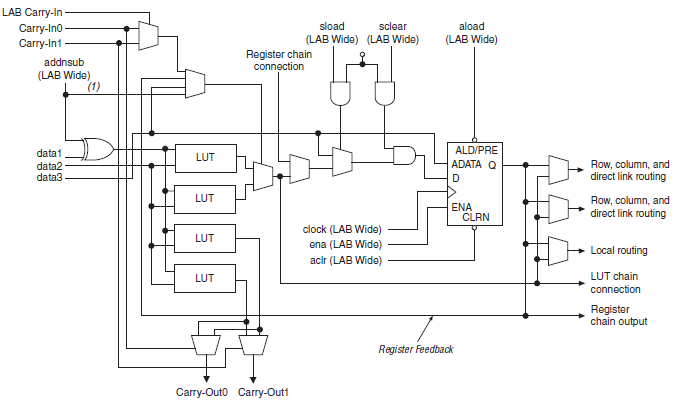 LAB Carry-In
Carry-In0
Carry-In1
addnsub
(LAB Wide)
(1)
data1
data2
data3
LUT
LUT
LUT
LUT
Register chain
connection
sload
(LAB Wide)
sclear
(LAB Wide)
aload
(LAB Wide)
ALD/PRE
ADATA Q
D
ENA
CLRN
clock (LAB Wide)
ena (LAB Wide)
aclr (LAB Wide)
Row, column, and
direct link routing
Row, column, and
direct link routing
Local routing
LUT chain
connection
Register
chain output
Register Feedback
Carry-Out0
Carry-Out1